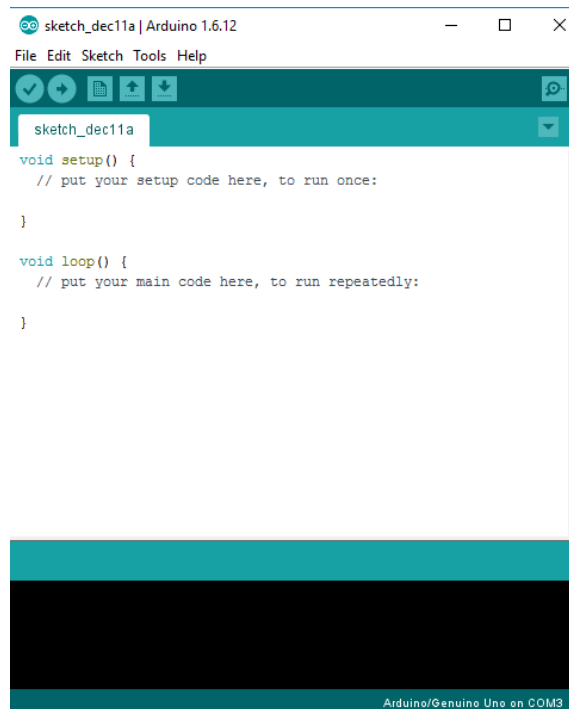 sketch_dec11a | Arduino 1.6.12
File Edit Sketch Tools Help
sketch_dec11a
void setup() {
  // put your setup code here, to run once:
}
void loop() {
  // put your main code here, to run repeatedly:
}
Arduino/Genuino Uno on COM3